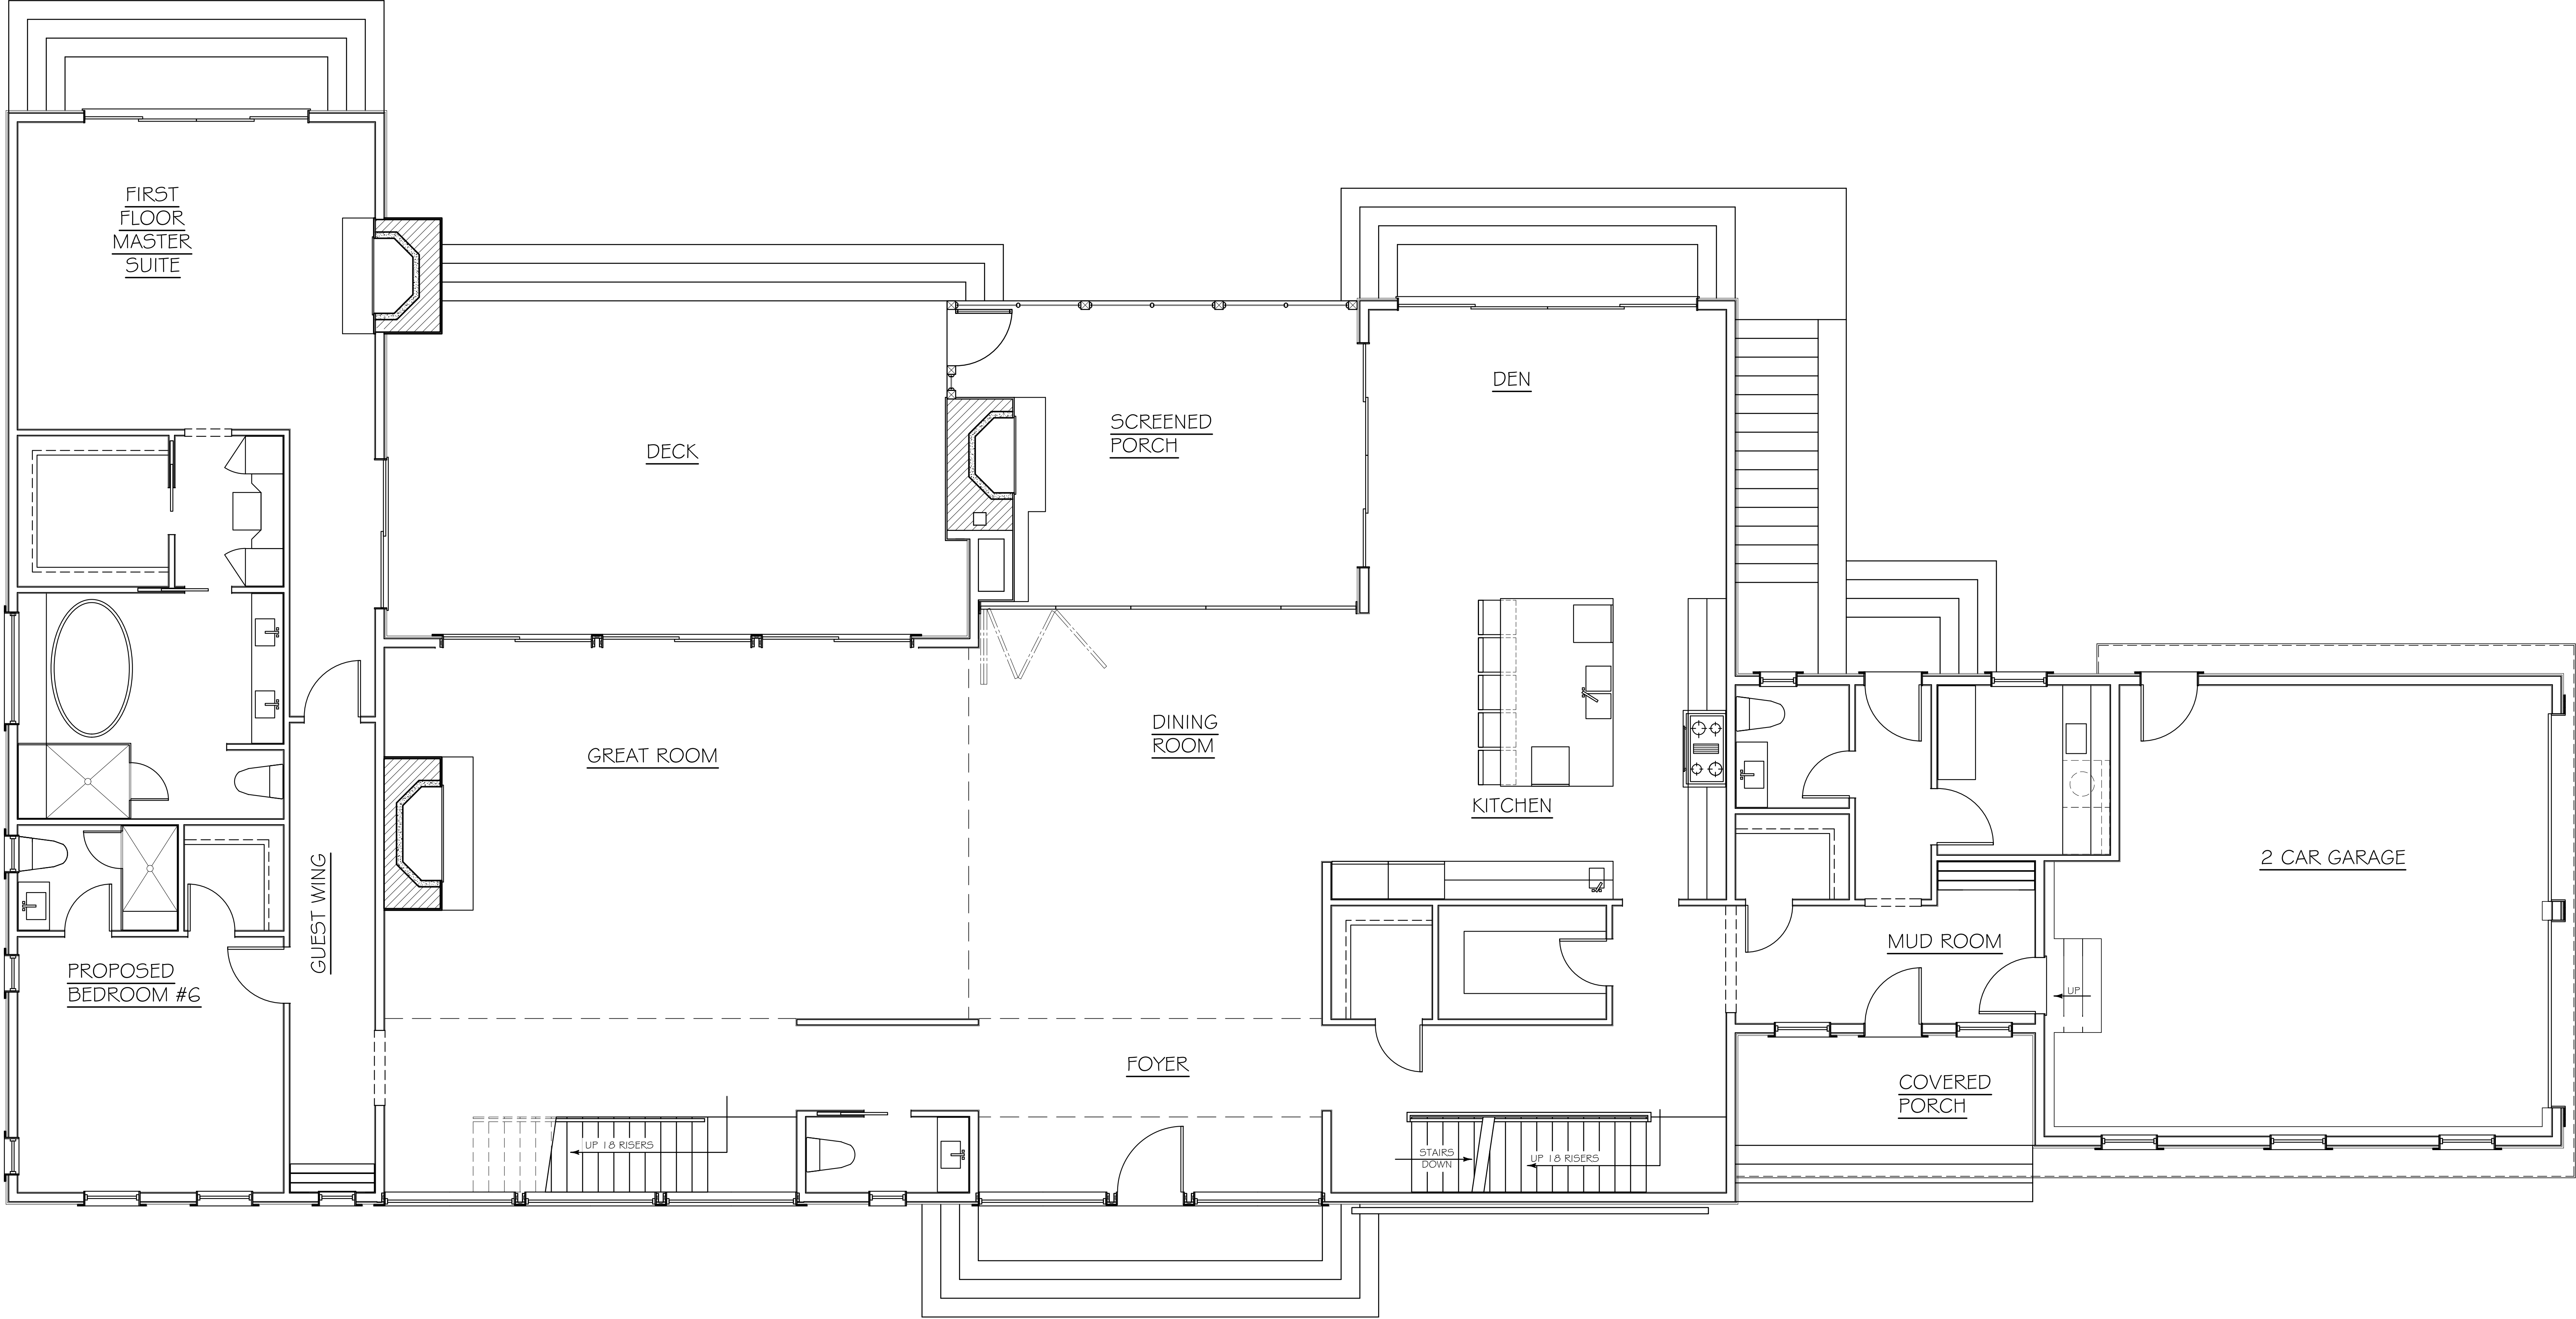 FIRST
FLOOR
MASTER
SUITE
DECK
SCREENED
PORCH
DEN
GREAT ROOM
DINING
ROOM
KITCHEN
2 CAR GARAGE
GUEST WING
PROPOSED
BEDROOM #6
MUD ROOM
UP
FOYER
COVERED
PORCH
UP 18 RISERS
STAIRS
DOWN
UP 18 RISERS